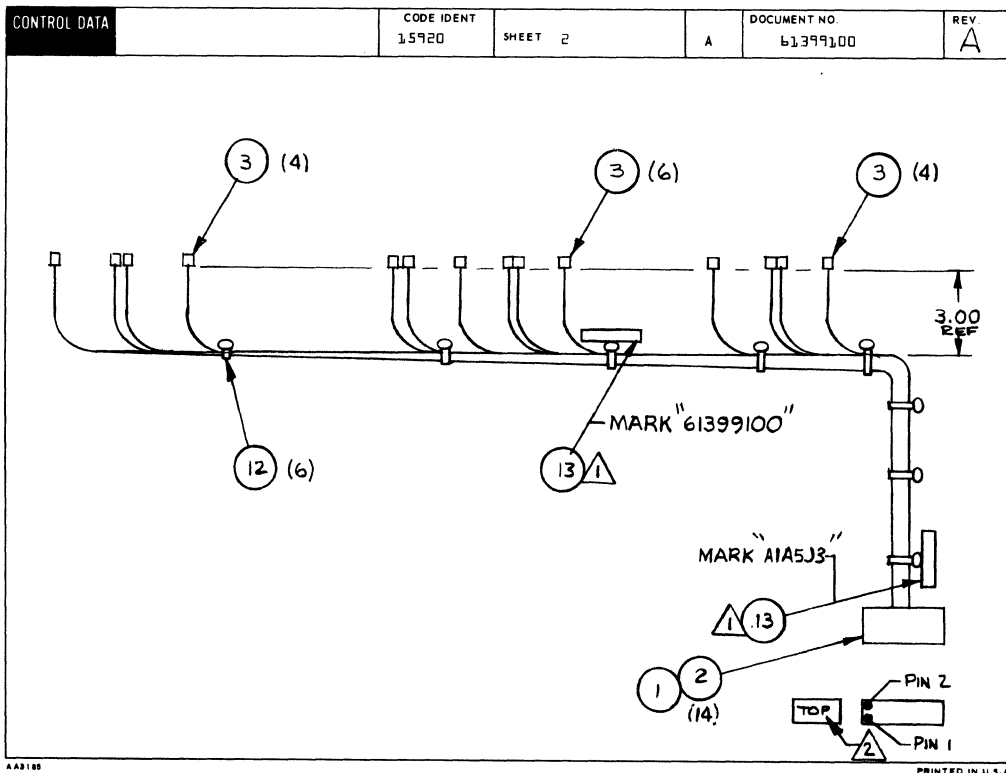 CONTROL DATA
CODE IDENT
15920
SHEET 2
A
DOCUMENT NO.
61399100
REV.
A
3 (4)
3 (6)
3 (4)
3.00
REF
MARK "61399100"
12 (6)
13 1
MARK "A1A5J3"
1 13
1 2
(14)
PIN 2
TOP
PIN 1
2
AA3186
PRINTED IN U.S.A